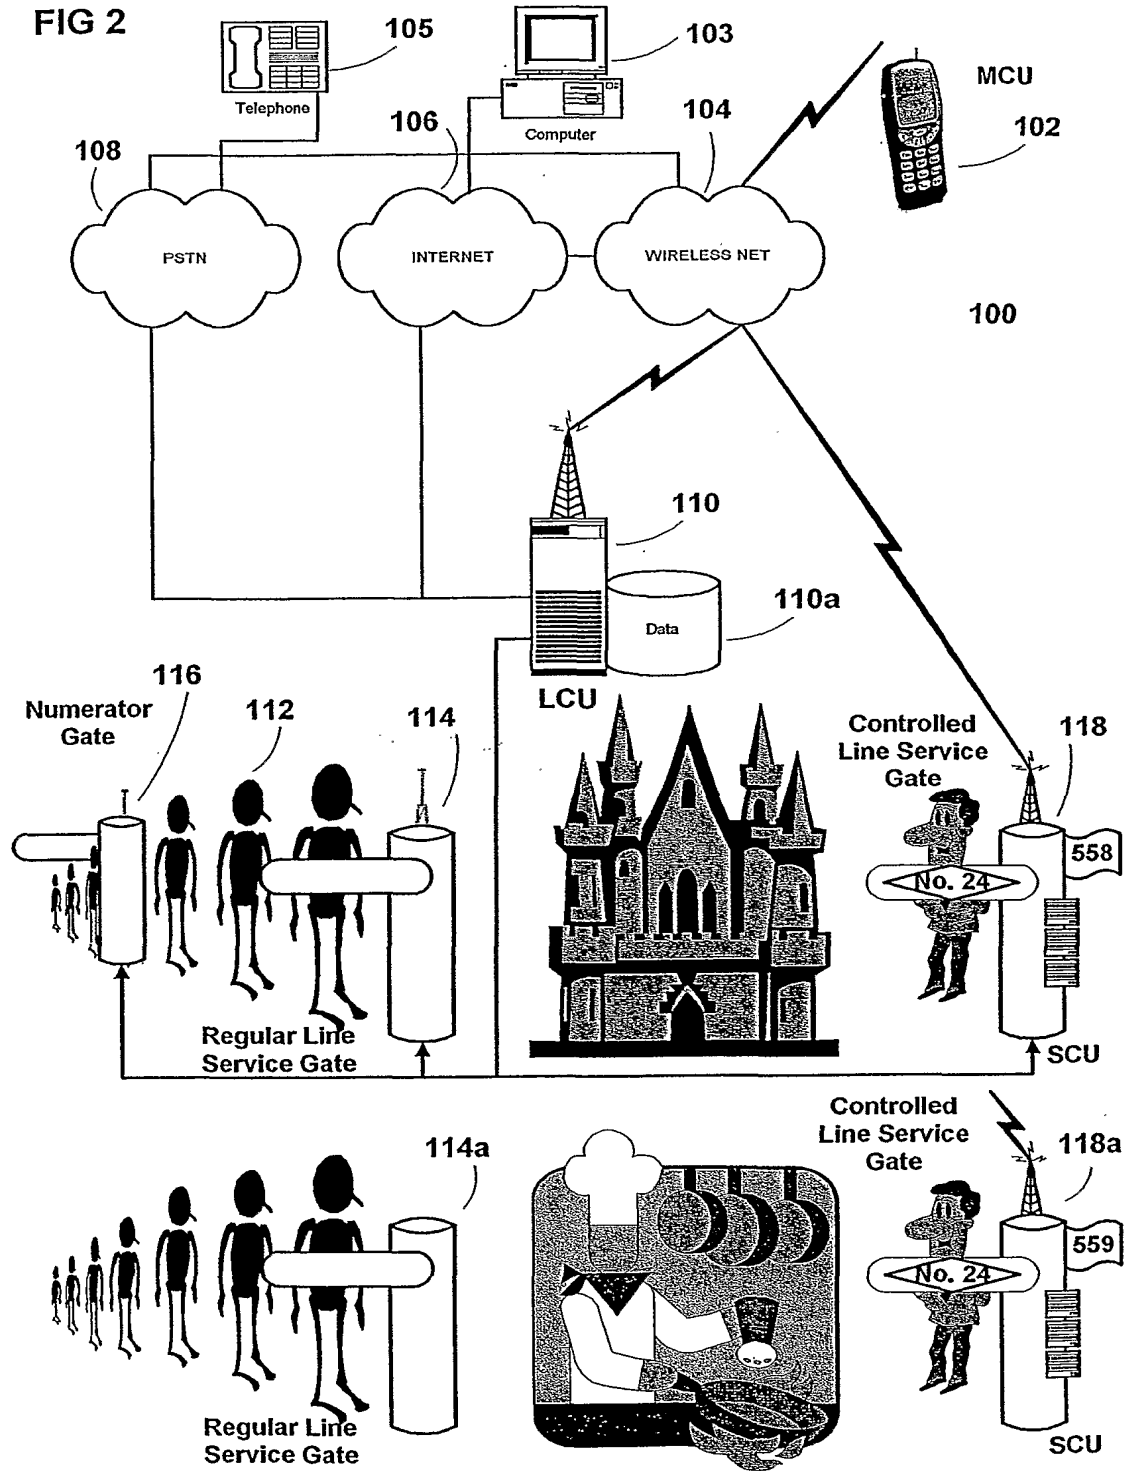 FIG 2
105
103
Telephone
Computer
MCU
102
106
104
108
PSTN
INTERNET
WIRELESS NET
100
110
110a
Data
LCU
116
Numerator
Gate
112
114
Controlled
Line Service
Gate
118
558
No. 24
Regular Line
Service Gate
SCU
114a
Controlled
Line Service
Gate
118a
559
No. 24
Regular Line
Service Gate
SCU